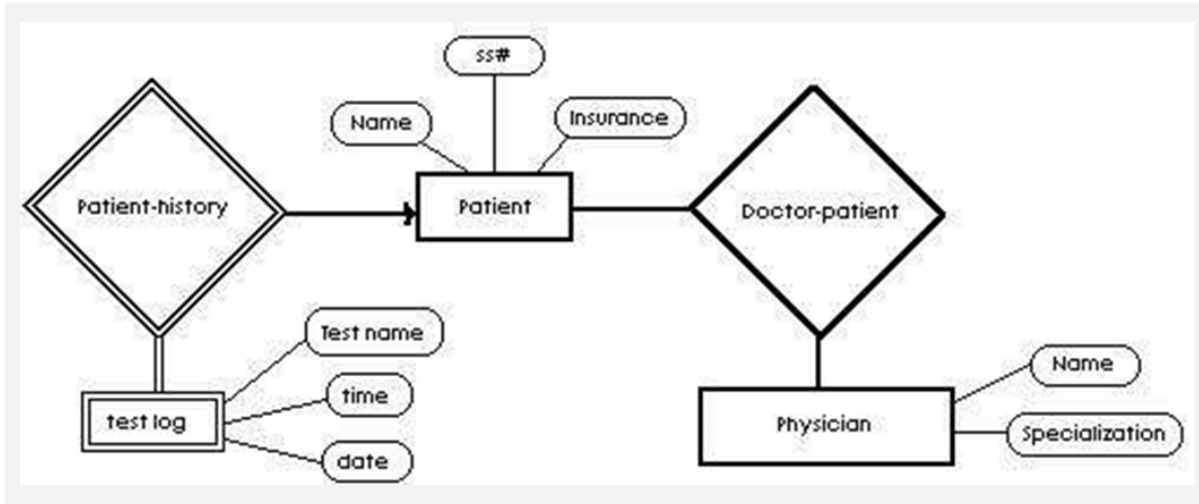 ss#
Name
Insurance
Patient-history
Patient
Doctor-patient
Test name
time
test log
date
Name
Physician
Specialization